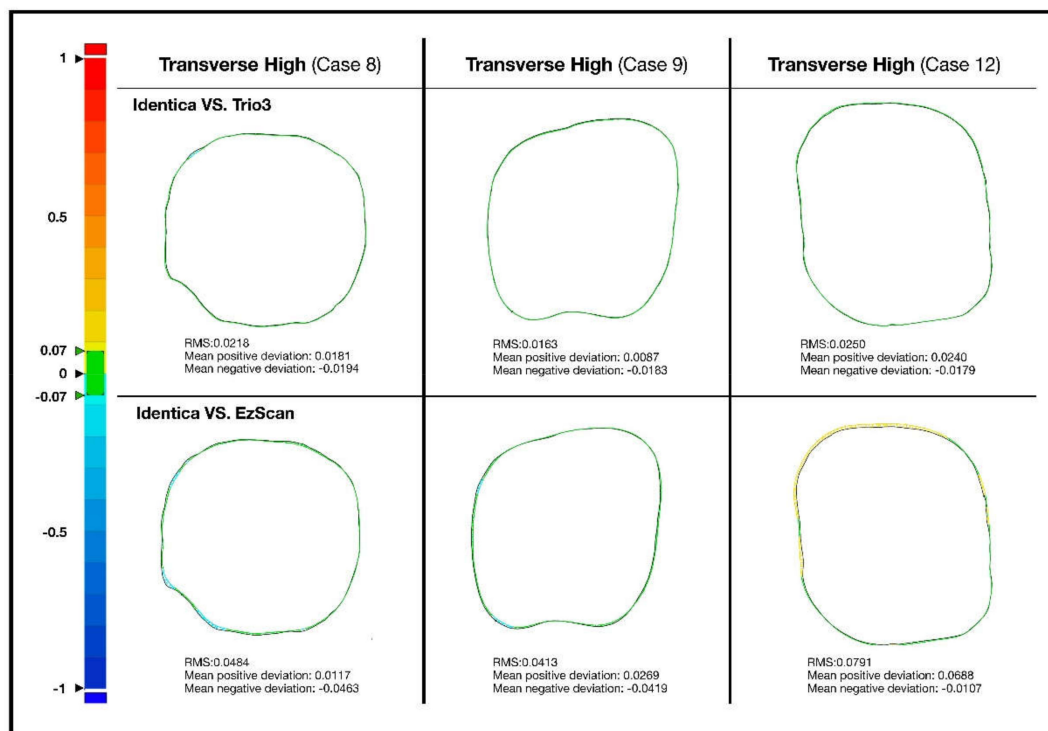 Transverse High (Case 8)
Transverse High (Case 9)
Transverse High (Case 12)
1
0.5
0.07
0
-0.07
-0.5
-1
Identica VS. Trio3
RMS:0.0218
Mean positive deviation: 0.0181
Mean negative deviation: -0.0194
RMS:0.0163
Mean positive deviation: 0.0087
Mean negative deviation: -0.0183
RMS:0.0250
Mean positive deviation: 0.0240
Mean negative deviation: -0.0179
Identica VS. EzScan
RMS:0.0484
Mean positive deviation: 0.0117
Mean negative deviation: -0.0463
RMS:0.0413
Mean positive deviation: 0.0269
Mean negative deviation: -0.0419
RMS:0.0791
Mean positive deviation: 0.0688
Mean negative deviation: -0.0107